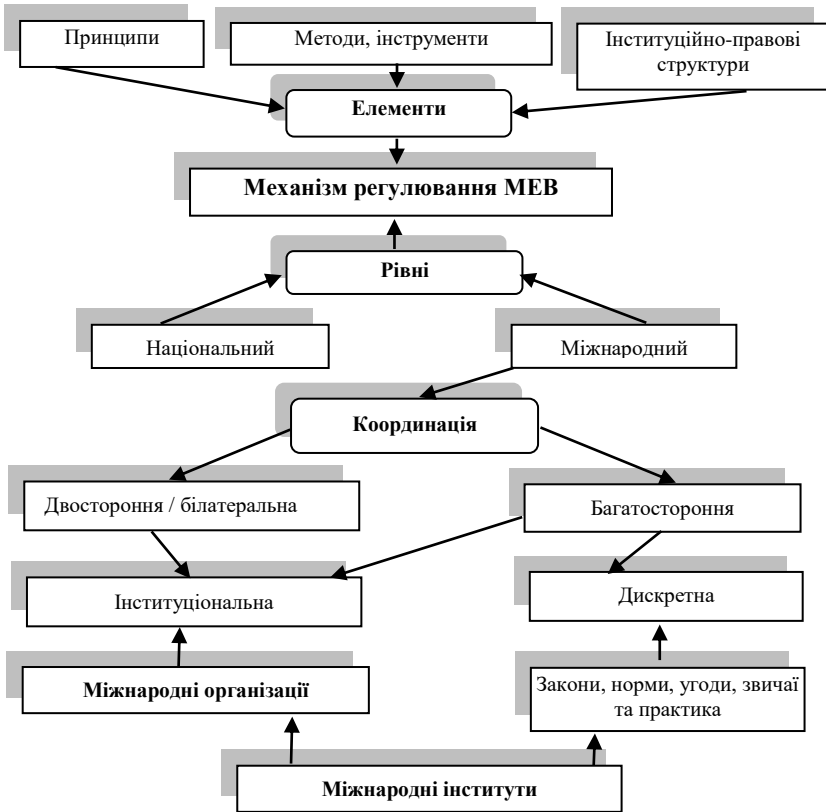 Принципи
Методи, інструменти
Інституційно-правові
структури
Елементи
Механізм регулювання МЕВ
Рівні
Національний
Міжнародний
Координація
Двостороння / білатеральна
Багатостороння
Інституціональна
Дискретна
Міжнародні організації
Закони, норми, угоди, звичаї
та практика
Міжнародні інститути